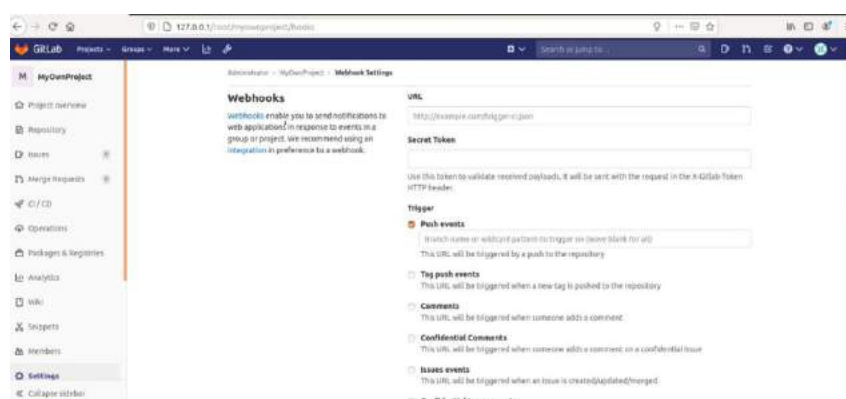 127.0.0.1/root/myownproject/hooks
GitLab Projects Groups More Search or jump to...
M MyOwnProject
Administrator > MyOwnProject > Webhook Settings
Project overview
Repository
Issues
Merge Requests
CI / CD
Operations
Packages & Registries
Analytics
Wiki
Snippets
Members
Settings
Collapse sidebar
Webhooks
Webhooks enable you to send notifications to
web applications in response to events in a
group or project. We recommend using an
integration in preference to a webhook.
URL
http://example.com/trigger-ci.json
Secret Token
Use this token to validate received payloads. It will be sent with the request in the X-Gitlab-Token
HTTP header.
Trigger
Push events
Branch name or wildcard pattern to trigger on (leave blank for all)
This URL will be triggered by a push to the repository
Tag push events
This URL will be triggered when a new tag is pushed to the repository
Comments
This URL will be triggered when someone adds a comment
Confidential Comments
This URL will be triggered when someone adds a comment on a confidential issue
Issues events
This URL will be triggered when an issue is created/updated/merged